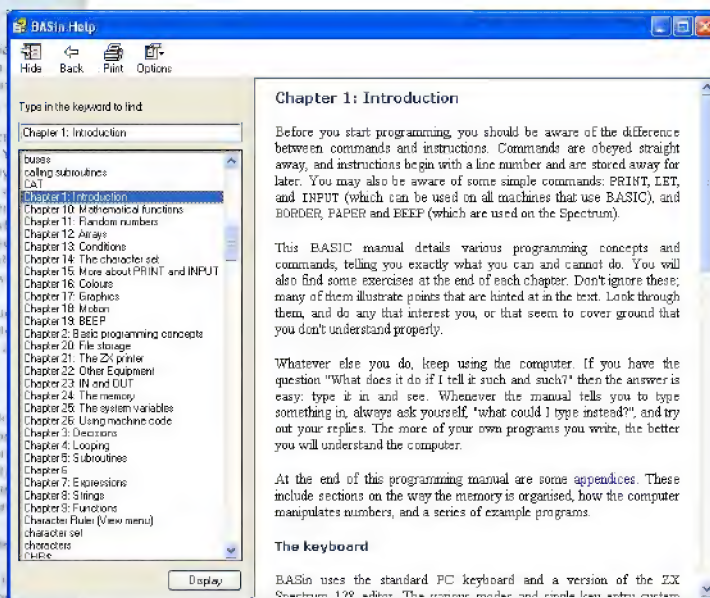 BASin Help
Hide Back Print Options
Type in the keyword to find:
Chapter 1: Introduction
buses
calling subroutines
CAT
Chapter 1: Introduction
Chapter 10: Mathematical functions
Chapter 11: Random numbers
Chapter 12: Arrays
Chapter 13: Conditions
Chapter 14: The character set
Chapter 15: More about PRINT and INPUT
Chapter 16: Colours
Chapter 17: Graphics
Chapter 18: Motion
Chapter 19: BEEP
Chapter 2: Basic programming concepts
Chapter 20: File storage
Chapter 21: The ZX printer
Chapter 22: Other Equipment
Chapter 23: IN and OUT
Chapter 24: The memory
Chapter 25: The system variables
Chapter 26: Using machine code
Chapter 3: Decisions
Chapter 4: Looping
Chapter 5: Subroutines
Chapter 6
Chapter 7: Expressions
Chapter 8: Strings
Chapter 9: Functions
Character Ruler (View menu)
character set
characters
CHR$
Display
Chapter 1: Introduction
Before you start programming, you should be aware of the difference
between commands and instructions. Commands are obeyed straight
away, and instructions begin with a line number and are stored away for
later. You may also be aware of some simple commands: PRINT, LET,
and INPUT (which can be used on all machines that use BASIC), and
BORDER, PAPER and BEEP (which are used on the Spectrum).
This BASIC manual details various programming concepts and
commands, telling you exactly what you can and cannot do. You will
also find some exercises at the end of each chapter. Don't ignore these;
many of them illustrate points that are hinted at in the text. Look through
them, and do any that interest you, or that seem to cover ground that
you don't understand properly.
Whatever else you do, keep using the computer. If you have the
question "What does it do if I tell it such and such?" then the answer is
easy: type it in and see. Whenever the manual tells you to type
something in, always ask yourself, "what could I type instead?", and try
out your replies. The more of your own programs you write, the better
you will understand the computer.
At the end of this programming manual are some appendices. These
include sections on the way the memory is organised, how the computer
manipulates numbers, and a series of example programs.
The keyboard
BASin uses the standard PC keyboard and a version of the ZX
Spectrum 128 editor. The various modes and single key entry system